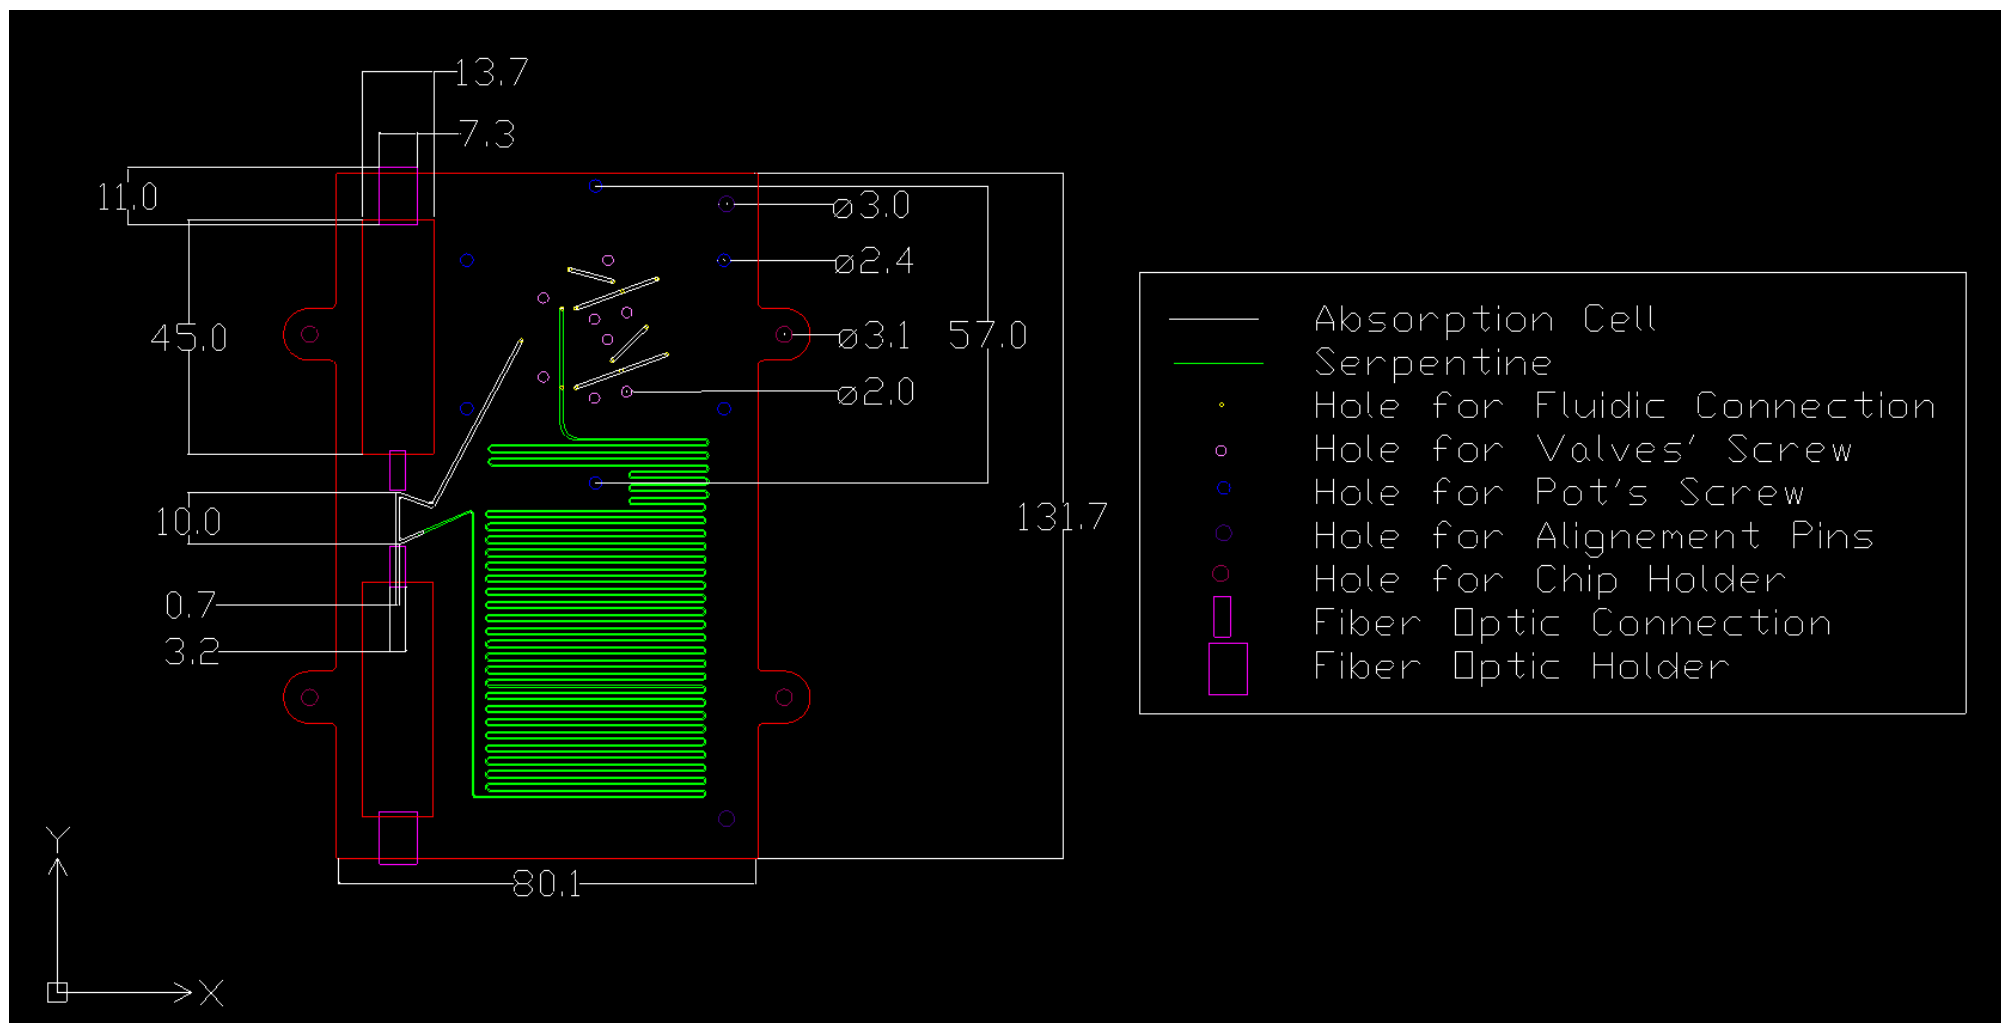 13.7
7.3
11.0
ø3.0
ø2.4
45.0
ø3.1
57.0
ø2.0
10.0
131.7
0.7
3.2
80.1
Y
X
Absorption Cell
Serpentine
Hole for Fluidic Connection
Hole for Valves' Screw
Hole for Pot's Screw
Hole for Alignement Pins
Hole for Chip Holder
Fiber Optic Connection
Fiber Optic Holder